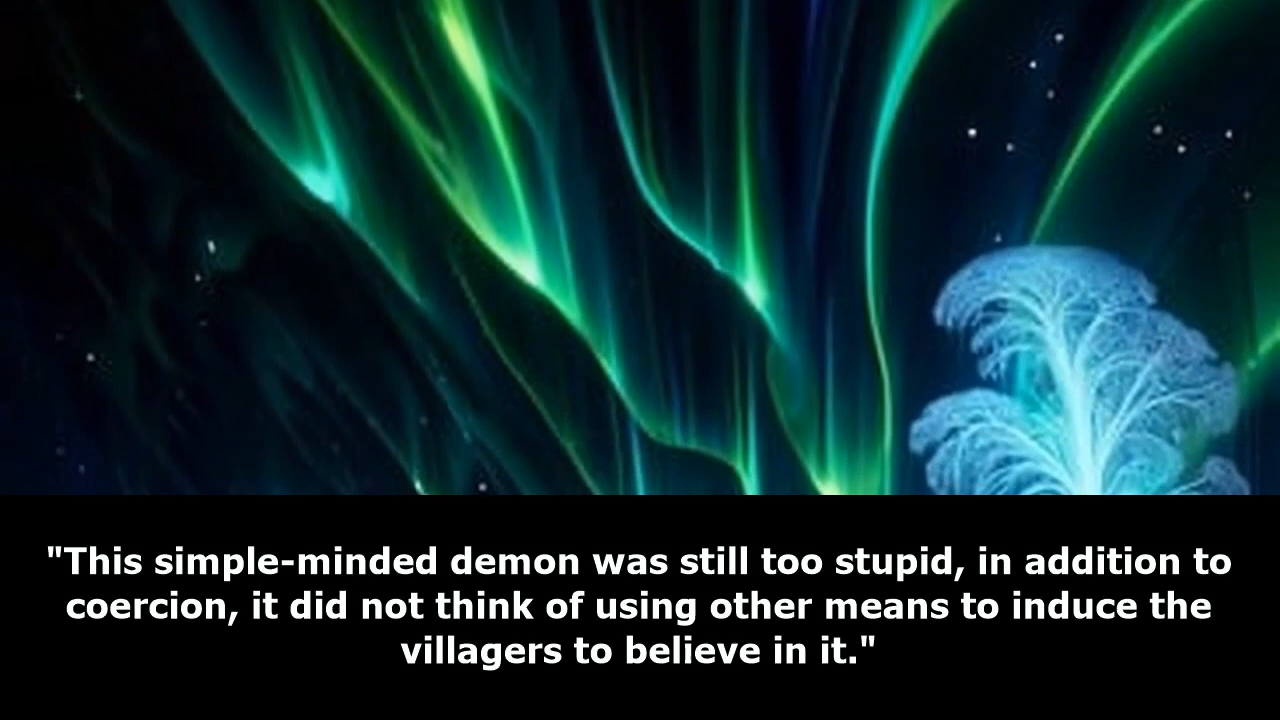 "This simple-minded demon was still too stupid, in addition to
coercion, it did not think of using other means to induce the
villagers to believe in it."